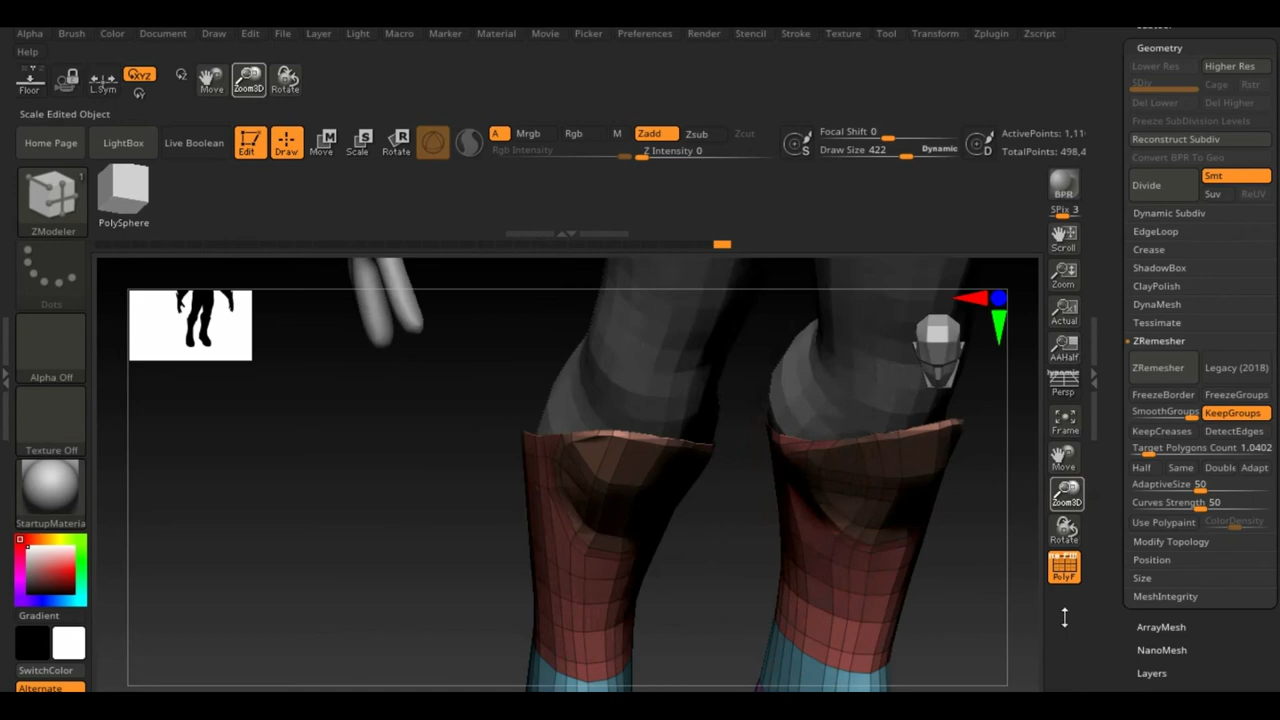 Alpha Brush Color Document Draw Edit File Layer Light Macro Marker Material Movie Picker Preferences Render Stencil Stroke Texture Tool Transform Zplugin Zscript
Help
Floor L.Sym XYZ Move Zoom3D Rotate
Scale Edited Object
Home Page LightBox Live Boolean Edit Draw Move Scale Rotate
A Mrgb Rgb M Zadd Zsub Zcut
Rgb Intensity Z Intensity 0
Focal Shift 0
Draw Size 422 Dynamic
ActivePoints: 1,11
TotalPoints: 498,4
ZModeler
1
PolySphere
Dots
Alpha Off
Texture Off
StartupMateria
Gradient
SwitchColor
Alternate
BPR
SPix 3
Scroll
Zoom
Actual
AAHalf
Dynamic
Persp
Frame
Move
Zoom3D
Rotate
PolyF
Geometry
Lower Res Higher Res
SDiv Cage Rstr
Del Lower Del Higher
Freeze SubDivision Levels
Reconstruct Subdiv
Convert BPR To Geo
Divide Smt
Suv ReUV
Dynamic Subdiv
EdgeLoop
Crease
ShadowBox
ClayPolish
DynaMesh
Tessimate
ZRemesher
ZRemesher Legacy (2018)
FreezeBorder FreezeGroups
SmoothGroups KeepGroups
KeepCreases DetectEdges
Target Polygons Count 1.0402
Half Same Double Adapt
AdaptiveSize 50
Curves Strength 50
Use Polypaint ColorDensity
Modify Topology
Position
Size
MeshIntegrity
ArrayMesh
NanoMesh
Layers